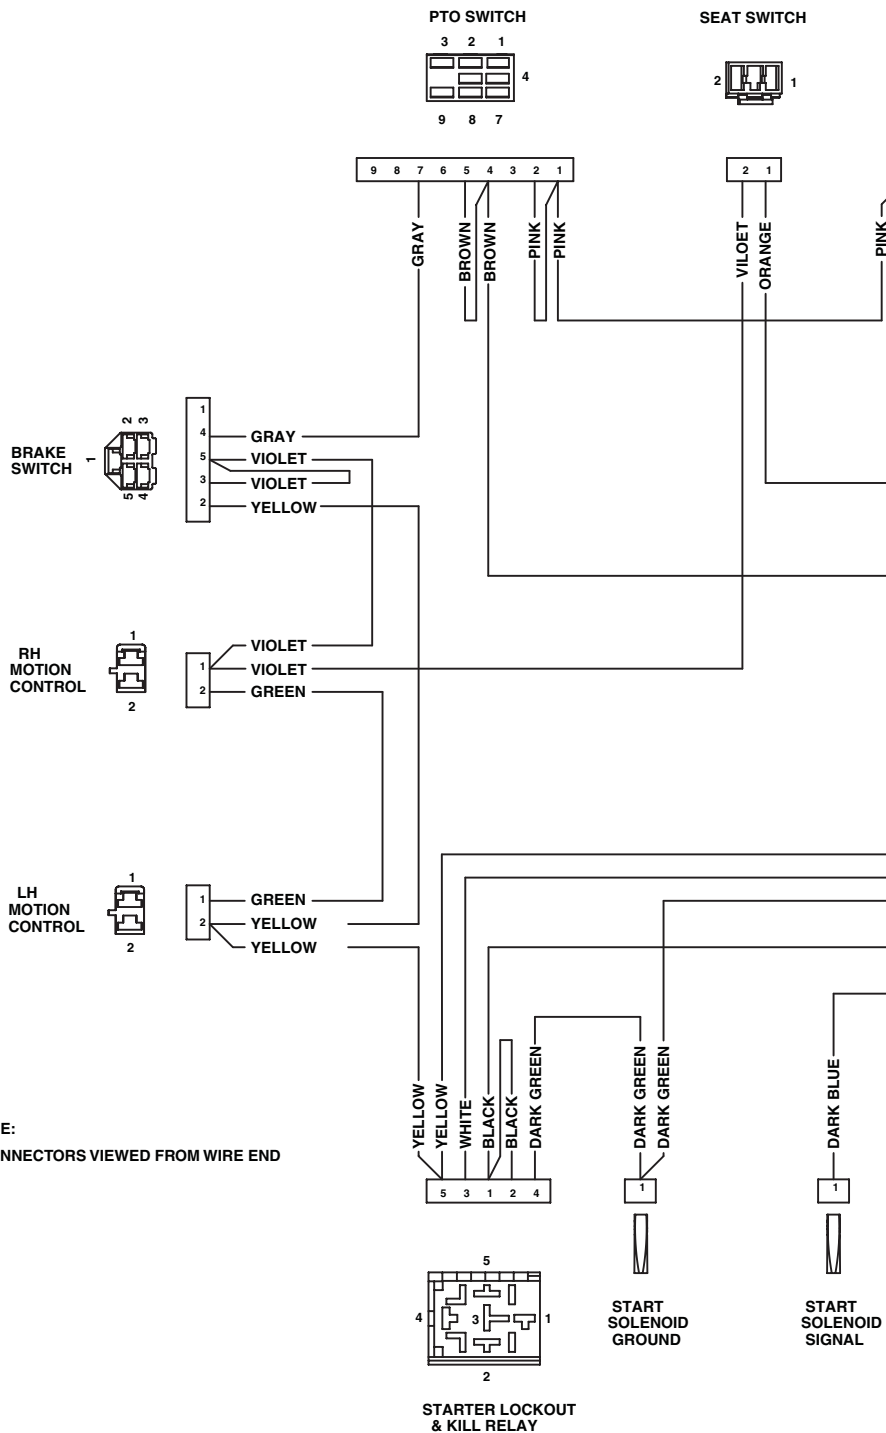 PTO SWITCH
SEAT SWITCH
3 2 1
4
9 8 7
2 1
9 8 7 6 5 4 3 2 1
2 1
GRAY
BROWN
BROWN
PINK
PINK
VILOET
ORANGE
PINK
BRAKE
SWITCH
2 3
1
5 4
1
4
5
3
2
GRAY
VIOLET
VIOLET
YELLOW
RH
MOTION
CONTROL
1
2
1
2
VIOLET
VIOLET
GREEN
LH
MOTION
CONTROL
1
2
1
2
GREEN
YELLOW
YELLOW
E:
NNECTORS VIEWED FROM WIRE END
YELLOW
YELLOW
WHITE
BLACK
BLACK
DARK GREEN
DARK GREEN
DARK GREEN
DARK BLUE
5 3 1 2 4
1
1
5
4 3 1
2
START
SOLENOID
GROUND
START
SOLENOID
SIGNAL
STARTER LOCKOUT
& KILL RELAY